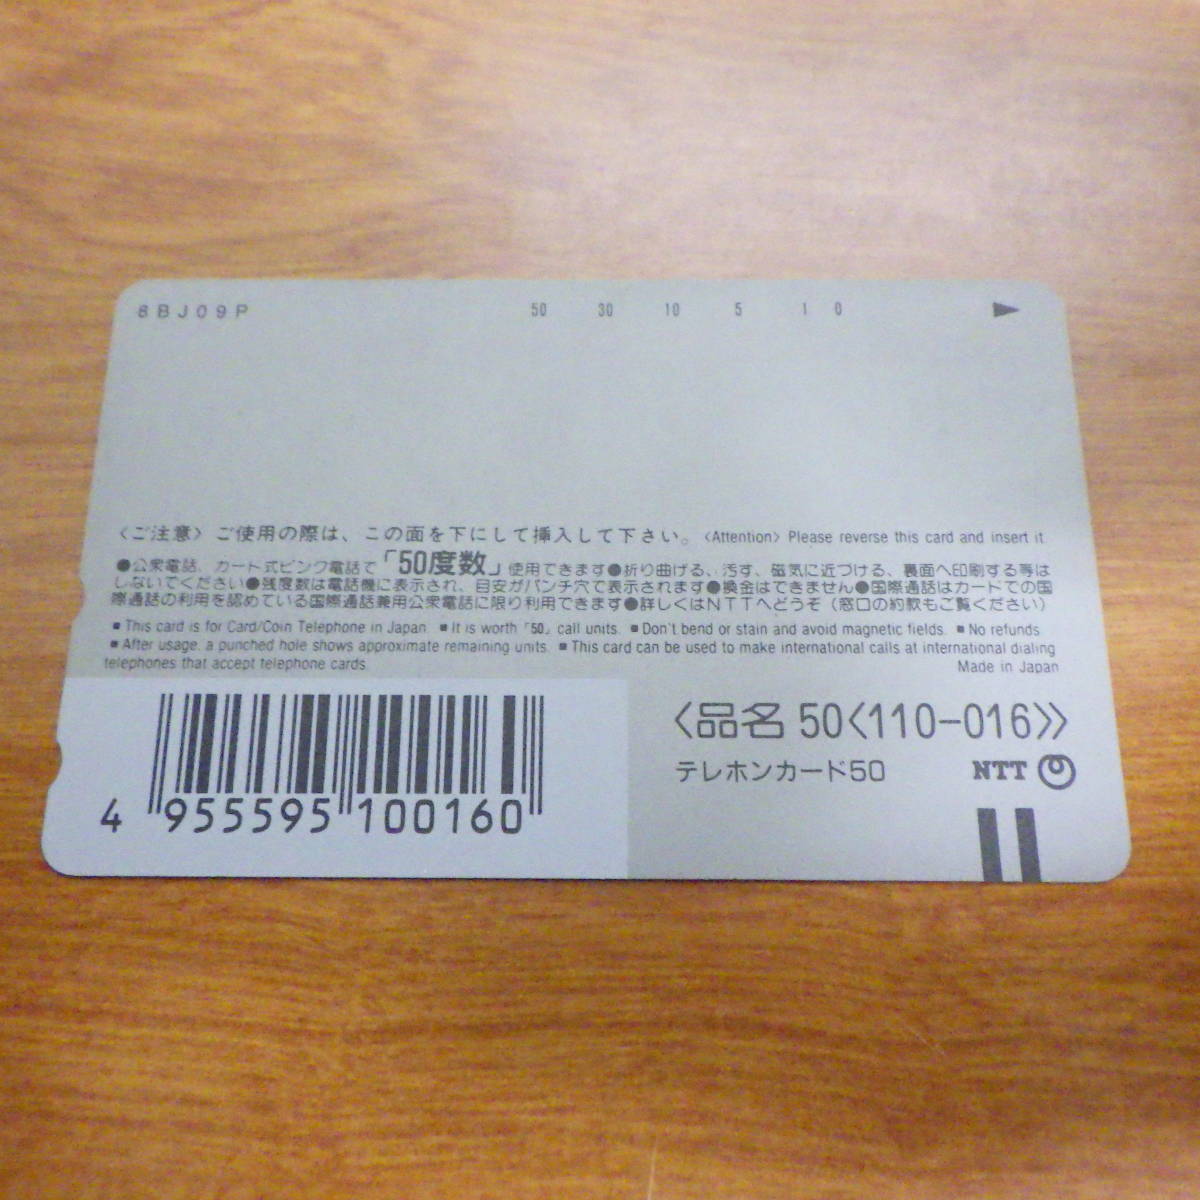 8BJ09P 50 30 10 5 1 0
〈ご注意〉ご使用の際は、この面を下にして挿入して下さい。〈Attention〉Please reverse this card and insert it.
●公衆電話、カード式ピンク電話で「50度数」使用できます●折り曲げる、汚す、磁気に近づける、裏面へ印刷する等は
しないでください●残度数は電話機に表示され、目安がパンチ穴で表示されます●換金はできません●国際通話はカードでの国
際通話の利用を認めている国際通話兼用公衆電話に限り利用できます●詳しくはNTTへどうぞ（窓口の約款もご覧ください）
■This card is for Card/Coin Telephone in Japan. ■It is worth「50」call units. ■Don't bend or stain and avoid magnetic fields. ■No refunds.
■After usage, a punched hole shows approximate remaining units. ■This card can be used to make international calls at international dialing
telephones that accept telephone cards.
Made in Japan
〈品名 50〈110-016〉〉
テレホンカード50 NTT
4 955595 100160